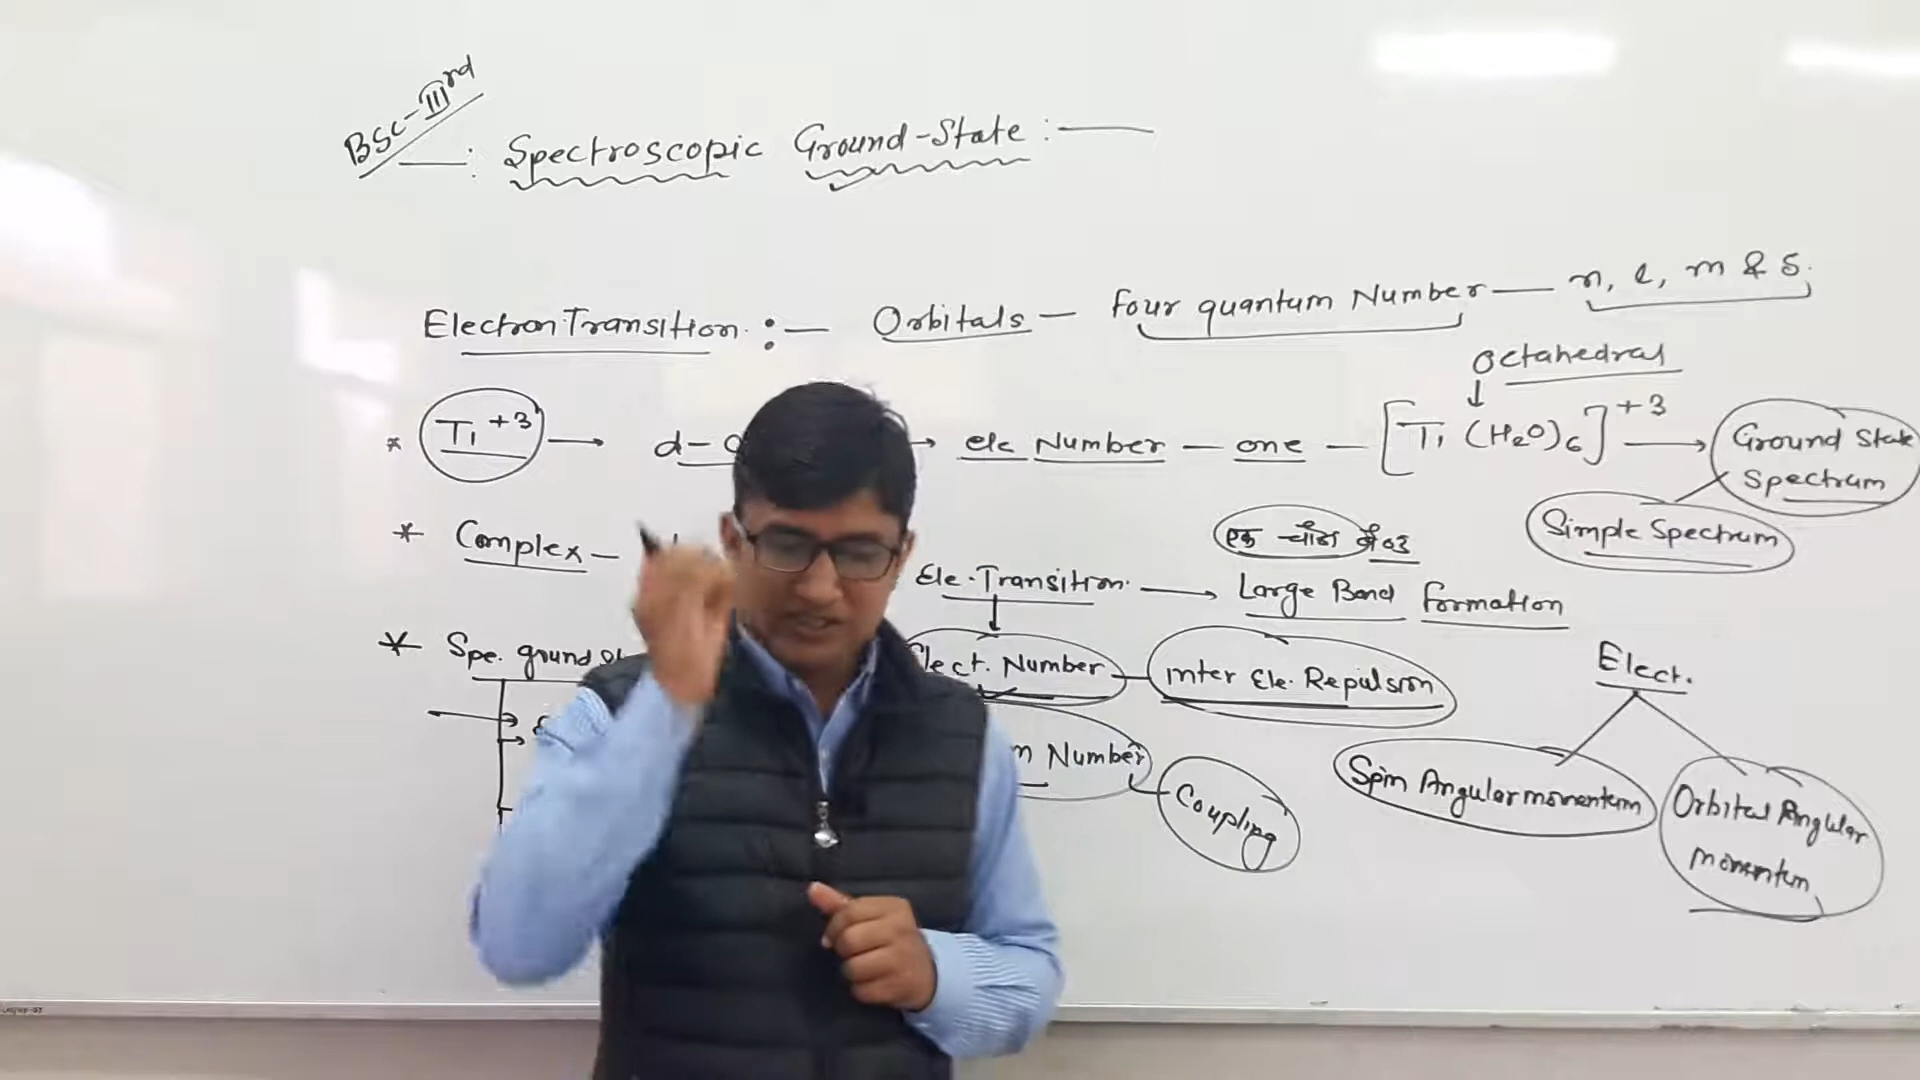 BSC-IIIrd
: Spectroscopic Ground-State :
Electron Transition :- Orbitals - Four quantum Number - n, l, m & s.
Octahedral
* Ti+3 → d- → ele Number - one - [Ti (H2O)6]+3 → Ground State Spectrum
Simple Spectrum
* Complex -
एक चौडा बैण्ड
Ele. Transition. → Large Band formation
* Spe. grund
Elect. Number - inter Ele. Repulsion
Number
Coupling
Elect.
Spin Angular momentum
Orbital Angular momentum